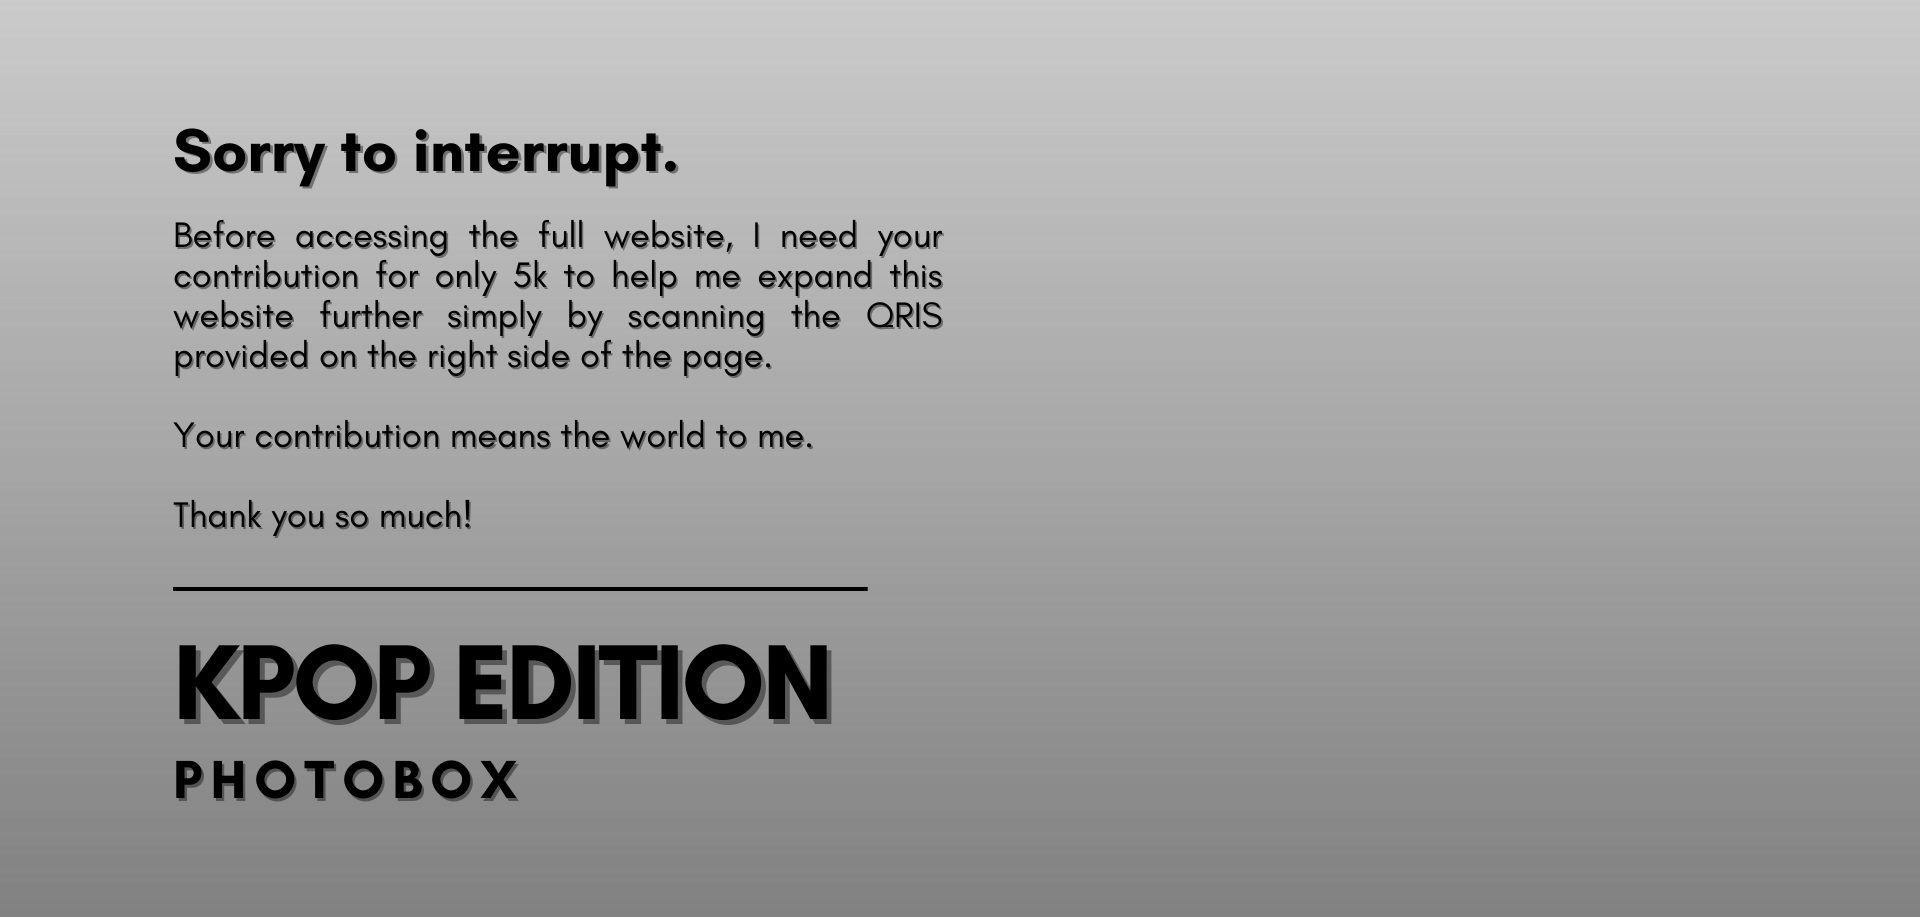 Sorry to interrupt.
Before accessing the full website, I need your
contribution for only 5k to help me expand this
website further simply by scanning the QRIS
provided on the right side of the page.
Your contribution means the world to me.
Thank you so much!
KPOP EDITION
PHOTOBOX